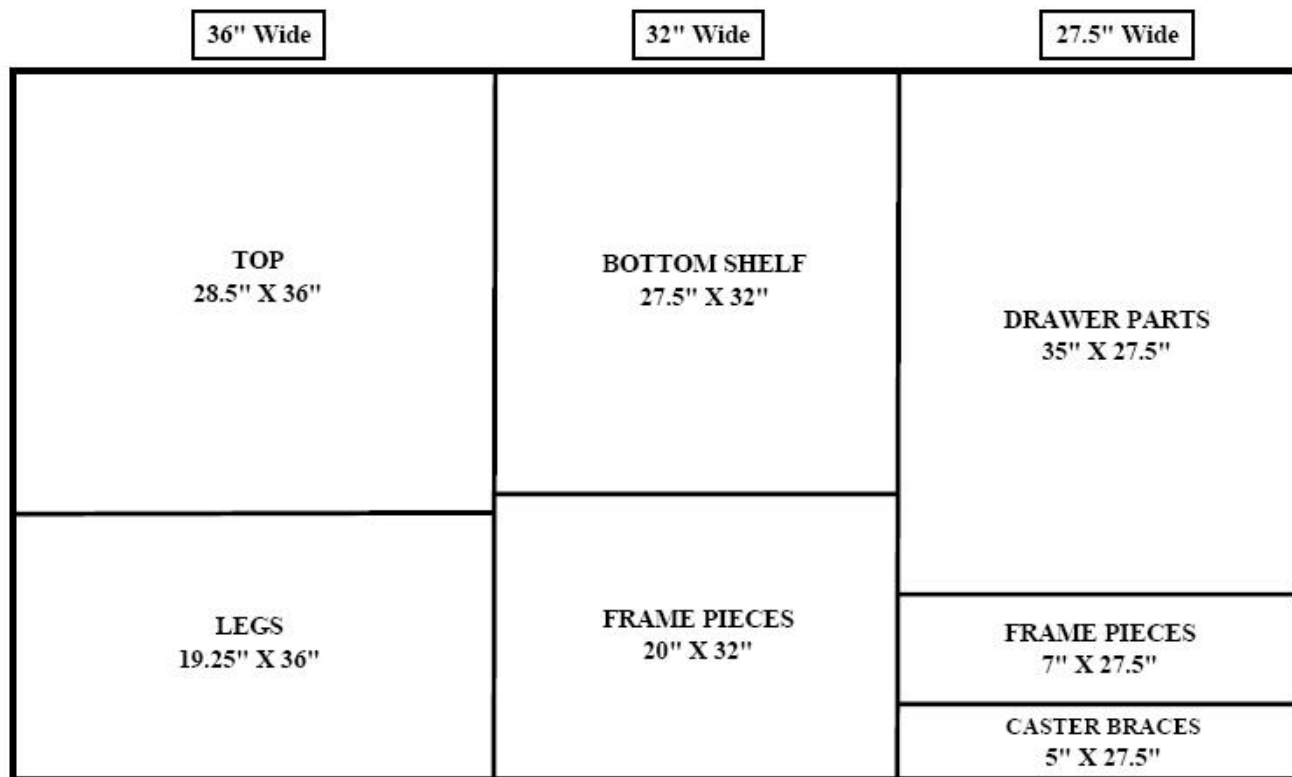 36" Wide
32" Wide
27.5" Wide
TOP
28.5" X 36"
BOTTOM SHELF
27.5" X 32"
DRAWER PARTS
35" X 27.5"
LEGS
19.25" X 36"
FRAME PIECES
20" X 32"
FRAME PIECES
7" X 27.5"
CASTER BRACES
5" X 27.5"